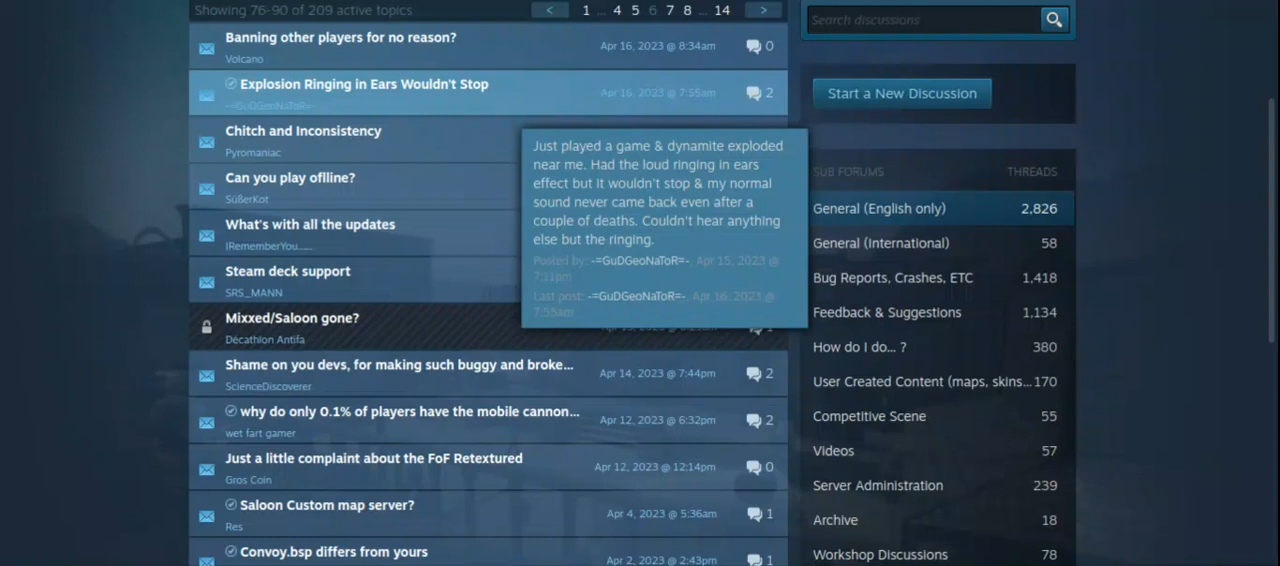 Showing 76-90 of 209 active topics
< 1 ... 4 5 6 7 8 ... 14 >
Banning other players for no reason?
Volcano
Apr 16, 2023 @ 8:34am
0
Explosion Ringing in Ears Wouldn't Stop
-=GuDGeoNaToR=-
Apr 16, 2023 @ 7:55am
2
Chitch and Inconsistency
Pyromaniac
Can you play oflline?
SüßerKot
What's with all the updates
IRememberYou......
Steam deck support
SRS_MANN
Mixxed/Saloon gone?
Décathlon Antifa
1
Just played a game & dynamite exploded
near me. Had the loud ringing in ears
effect but it wouldn't stop & my normal
sound never came back even after a
couple of deaths. Couldn't hear anything
else but the ringing.
Posted by: -=GuDGeoNaToR=-, Apr 15, 2023 @
7:11pm
Last post: -=GuDGeoNaToR=-, Apr 16, 2023 @
7:55am
Shame on you devs, for making such buggy and broke...
ScienceDiscoverer
Apr 14, 2023 @ 7:44pm
2
why do only 0.1% of players have the mobile cannon...
wet fart gamer
Apr 12, 2023 @ 6:32pm
2
Just a little complaint about the FoF Retextured
Gros Coin
Apr 12, 2023 @ 12:14pm
0
Saloon Custom map server?
Res
Apr 4, 2023 @ 5:36am
1
Convoy.bsp differs from yours
Apr 2, 2023 @ 2:43pm
1
Search discussions
Start a New Discussion
SUB FORUMS THREADS
General (English only) 2,826
General (International) 58
Bug Reports, Crashes, ETC 1,418
Feedback & Suggestions 1,134
How do I do... ? 380
User Created Content (maps, skins... 170
Competitive Scene 55
Videos 57
Server Administration 239
Archive 18
Workshop Discussions 78